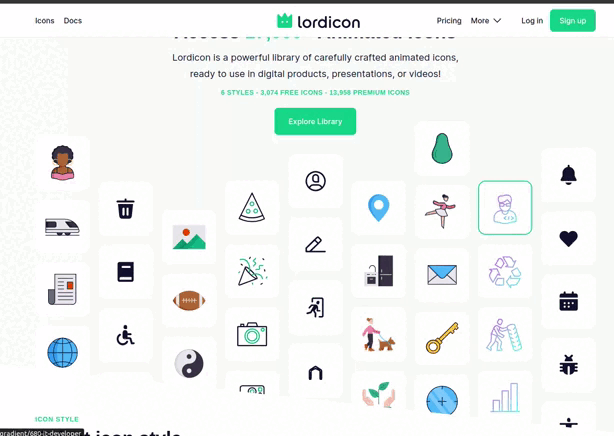 Icons Docs lordicon Pricing More Log in Sign up
Lordicon is a powerful library of carefully crafted animated icons,
ready to use in digital products, presentations, or videos!
6 STYLES - 3,074 FREE ICONS - 13,958 PREMIUM ICONS
Explore Library
ICON STYLE
icon style
gradient/680-it-developer